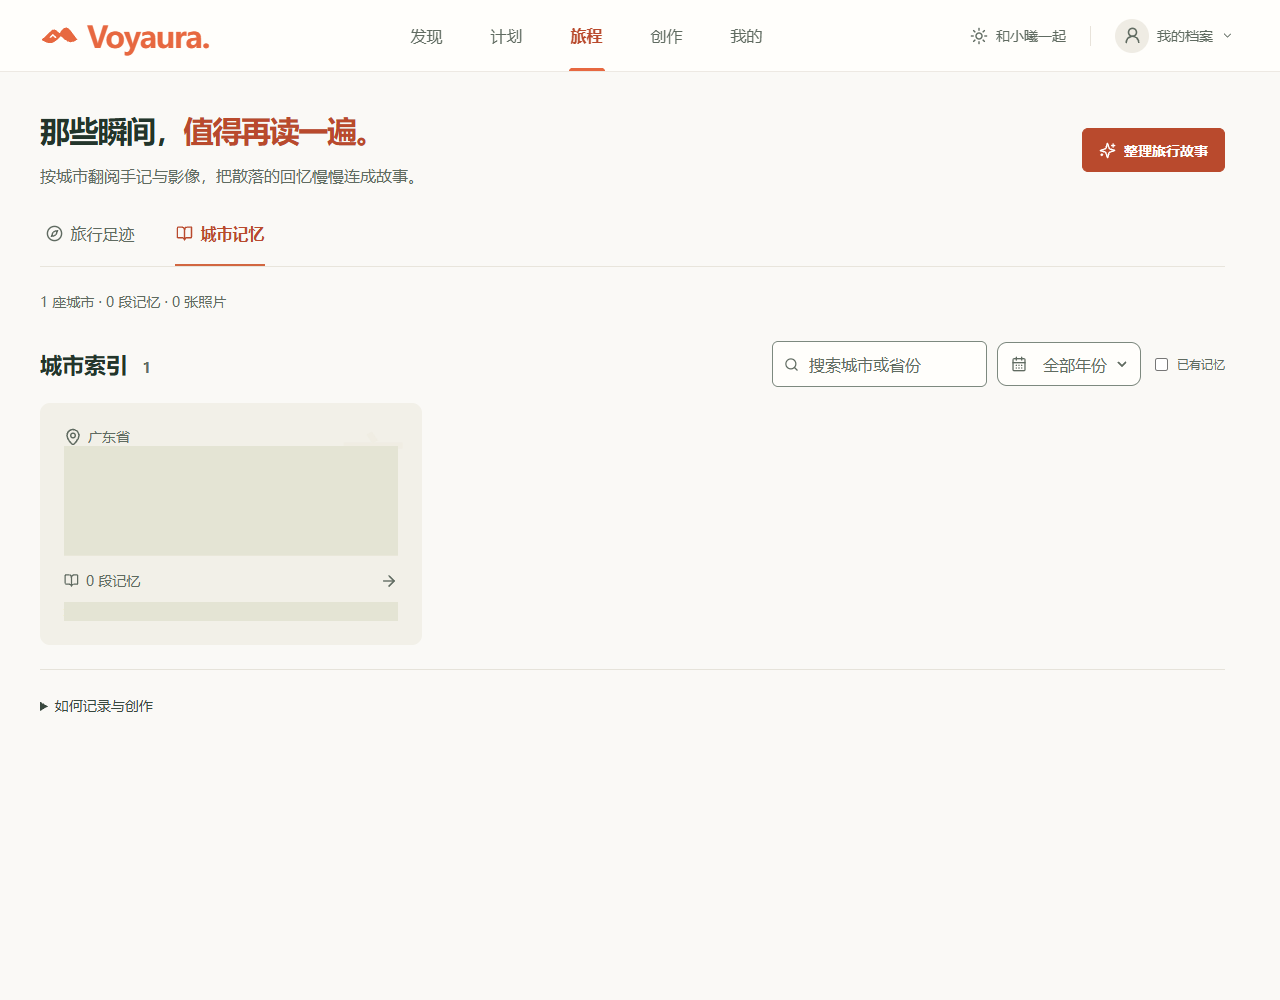 Voyaura.
发现
计划
旅程
创作
我的
和小曦一起
我的档案
那些瞬间，值得再读一遍。
按城市翻阅手记与影像，把散落的回忆慢慢连成故事。
整理旅行故事
旅行足迹
城市记忆
1 座城市 · 0 段记忆 · 0 张照片
城市索引 1
搜索城市或省份
全部年份
已有记忆
广东省
0 段记忆
如何记录与创作